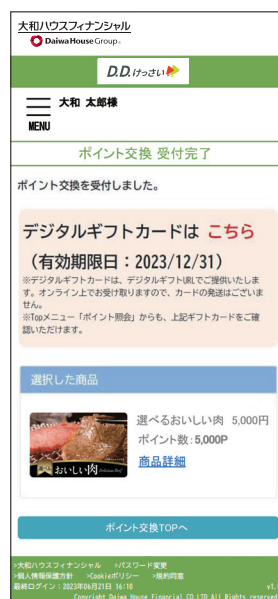 大和ハウスフィナンシャル
Daiwa House Group®
D.D.けっさい
大和 太郎様
MENU
ポイント交換 受付完了
ポイント交換を受付しました。
デジタルギフトカードは こちら
(有効期限日：2023/12/31)
※デジタルギフトカードは、デジタルギフトURLでご提供いたしま
す。オンライン上でお受け取りますので、カードの発送はございま
せん。
※Topメニュー「ポイント照会」からも、上記ギフトカードをご確
認いただけます。
選択した商品
選べるおいしい肉 5,000円
ポイント数：5,000P
おいしい肉 Delicious Beef
商品詳細
ポイント交換TOPへ
>大和ハウスフィナンシャル >パスワード変更
>個人情報保護方針 >Cookieポリシー >規約同意
最終ログイン：2023年06月21日 16:10 v1.
Copyright Daiwa House Financial CO.LTD All Rights reserved